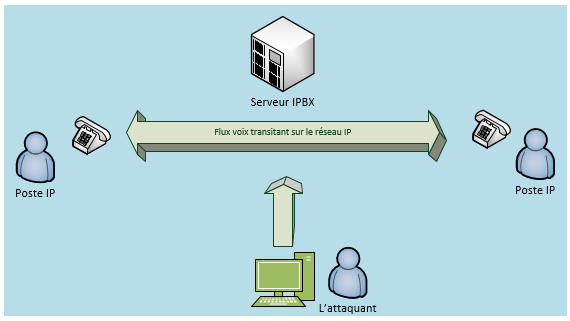 Serveur IPBX
Flux voix transitant sur le réseau IP
Poste IP
Poste IP
L'attaquant